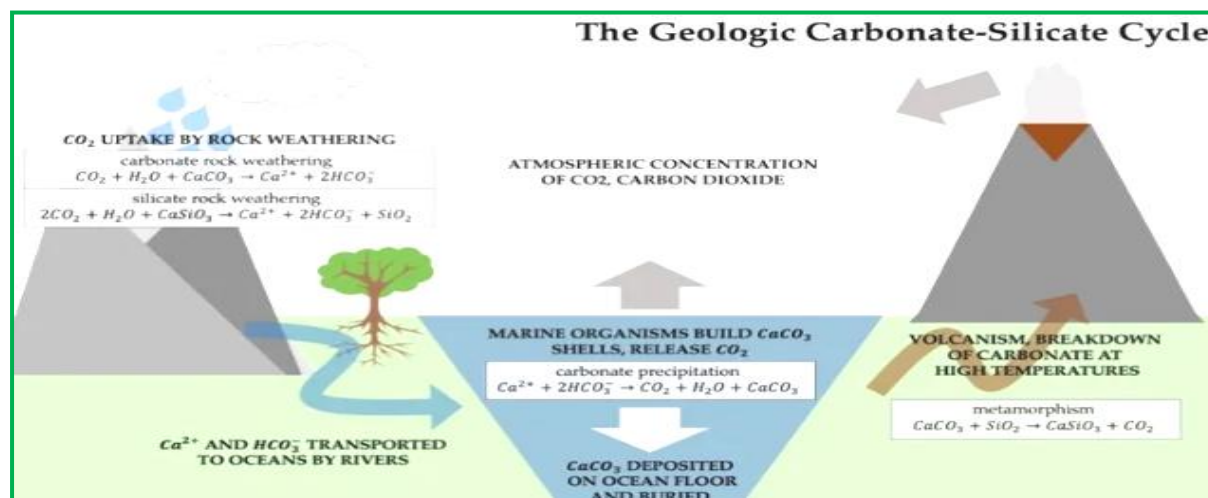 The Geologic Carbonate-Silicate Cycle
CO₂ UPTAKE BY ROCK WEATHERING
carbonate rock weathering
CO₂ + H₂O + CaCO₃ → Ca²⁺ + 2HCO₃⁻
silicate rock weathering
2CO₂ + H₂O + CaSiO₃ → Ca²⁺ + 2HCO₃⁻ + SiO₂
ATMOSPHERIC CONCENTRATION
OF CO2, CARBON DIOXIDE
MARINE ORGANISMS BUILD CaCO₃
SHELLS, RELEASE CO₂
carbonate precipitation
Ca²⁺ + 2HCO₃⁻ → CO₂ + H₂O + CaCO₃
VOLCANISM, BREAKDOWN
OF CARBONATE AT
HIGH TEMPERATURES
metamorphism
CaCO₃ + SiO₂ → CaSiO₃ + CO₂
Ca²⁺ AND HCO₃⁻ TRANSPORTED
TO OCEANS BY RIVERS
CaCO₃ DEPOSITED
ON OCEAN FLOOR
AND BURIED